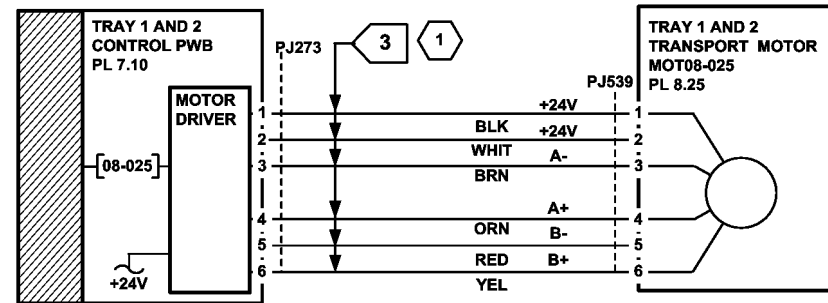 TRAY 1 AND 2
CONTROL PWB
PL 7.10
PJ273
3
1
TRAY 1 AND 2
TRANSPORT MOTOR
MOT08-025
PL 8.25
PJ539
MOTOR
DRIVER
08-025
+24V
1
+24V
1
BLK
2
+24V
2
WHIT
3
A-
3
BRN
4
A+
4
ORN
5
B-
5
RED
6
B+
6
YEL